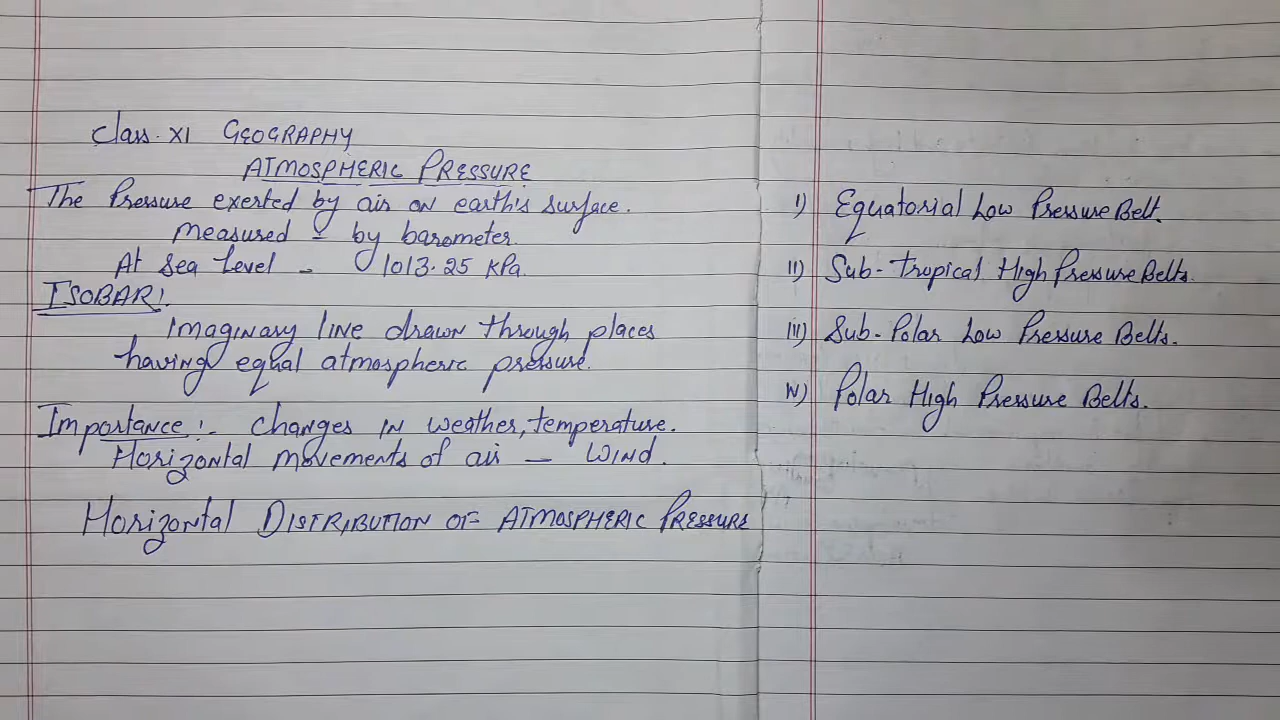 Class. XI GEOGRAPHY
ATMOSPHERIC PRESSURE
The Pressure exerted by air on earth's surface.
Measured - by barometer.
At Sea Level - 1013.25 kPa.
ISOBAR:
Imaginary line drawn through places
having equal atmospheric pressure.
Importance :- Changes in weather, temperature.
Horizontal movements of air - WIND.
Horizontal DISTRIBUTION OF ATMOSPHERIC PRESSURE
I) Equatorial Low Pressure Belt.
II) Sub-tropical High Pressure Belts.
III) Sub-Polar Low Pressure Belts.
IV) Polar High Pressure Belts.